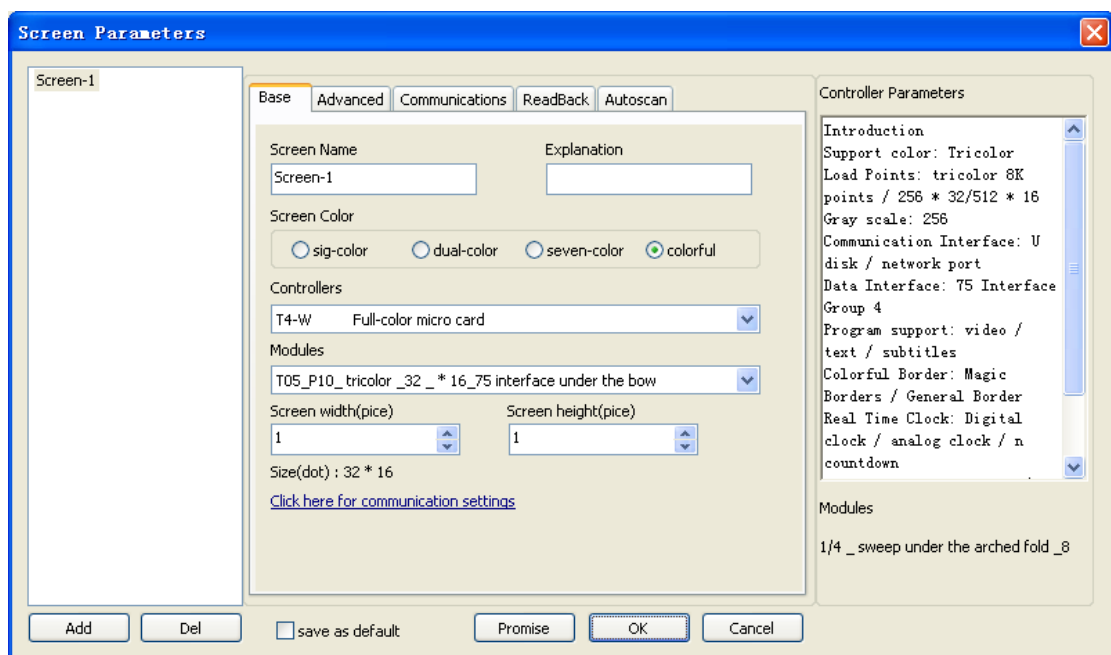 Screen Parameters
Screen-1
Base Advanced Communications ReadBack Autoscan
Screen Name Explanation
Screen-1
Screen Color
sig-color dual-color seven-color colorful
Controllers
T4-W Full-color micro card
Modules
T05_P10_ tricolor _32 _ * 16_75 interface under the bow
Screen width(pice) Screen height(pice)
1 1
Size(dot) : 32 * 16
Click here for communication settings
Controller Parameters
Introduction
Support color: Tricolor
Load Points: tricolor 8K
points / 256 * 32/512 * 16
Gray scale: 256
Communication Interface: U
disk / network port
Data Interface: 75 Interface
Group 4
Program support: video /
text / subtitles
Colorful Border: Magic
Borders / General Border
Real Time Clock: Digital
clock / analog clock / n
countdown
Modules
1/4 _ sweep under the arched fold _8
Add Del save as default Promise OK Cancel